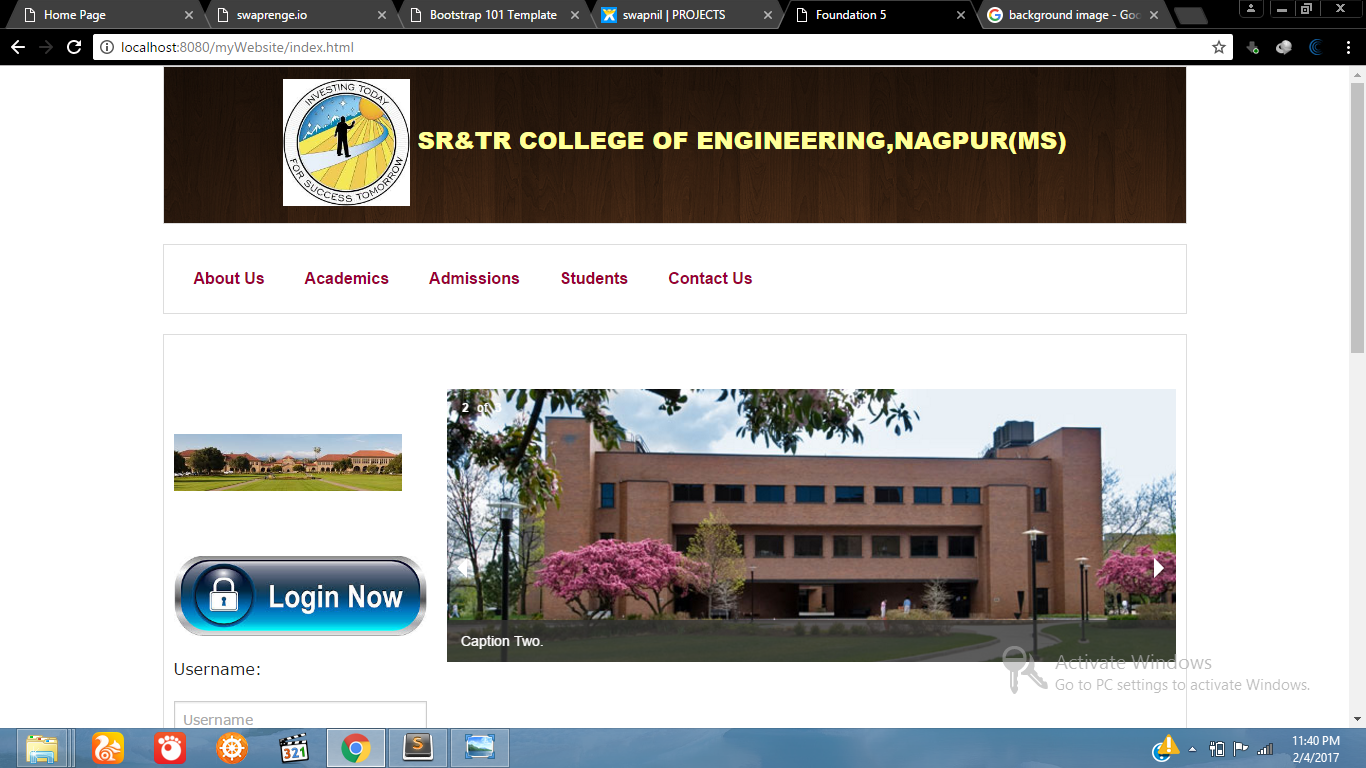 Home Page
swaprenge.io
Bootstrap 101 Template
swapnil | PROJECTS
Foundation 5
background image - Goo
localhost:8080/myWebsite/index.html
INVESTING TODAY
FOR SUCCESS TOMORROW
SR&TR COLLEGE OF ENGINEERING,NAGPUR(MS)
About Us
Academics
Admissions
Students
Contact Us
2 of 3
Login Now
Caption Two.
Username:
Username
Activate Windows
Go to PC settings to activate Windows.
321
S
11:40 PM
2/4/2017